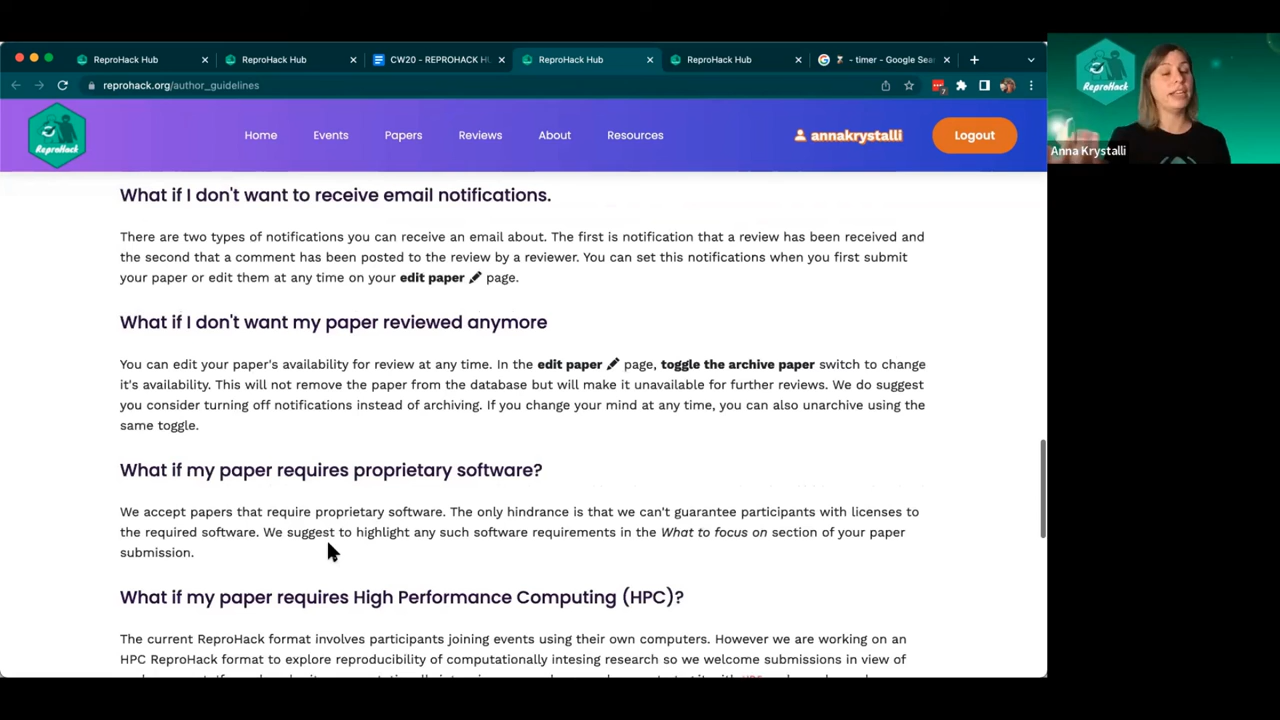 ReproHack Hub
ReproHack Hub
CW20 - REPROHACK H
ReproHack Hub
ReproHack Hub
- timer - Google Sea
reprohack.org/author_guidelines
7
ReproHack
Home
Events
Papers
Reviews
About
Resources
annakrystalli
Logout
ReproHack
Anna Krystalli
What if I don't want to receive email notifications.
There are two types of notifications you can receive an email about. The first is notification that a review has been received and
the second that a comment has been posted to the review by a reviewer. You can set this notifications when you first submit
your paper or edit them at any time on your edit paper page.
What if I don't want my paper reviewed anymore
You can edit your paper's availability for review at any time. In the edit paper page, toggle the archive paper switch to change
it's availability. This will not remove the paper from the database but will make it unavailable for further reviews. We do suggest
you consider turning off notifications instead of archiving. If you change your mind at any time, you can also unarchive using the
same toggle.
What if my paper requires proprietary software?
We accept papers that require proprietary software. The only hindrance is that we can't guarantee participants with licenses to
the required software. We suggest to highlight any such software requirements in the What to focus on section of your paper
submission.
What if my paper requires High Performance Computing (HPC)?
The current ReproHack format involves participants joining events using their own computers. However we are working on an
HPC ReproHack format to explore reproducibility of computationally intesing research so we welcome submissions in view of